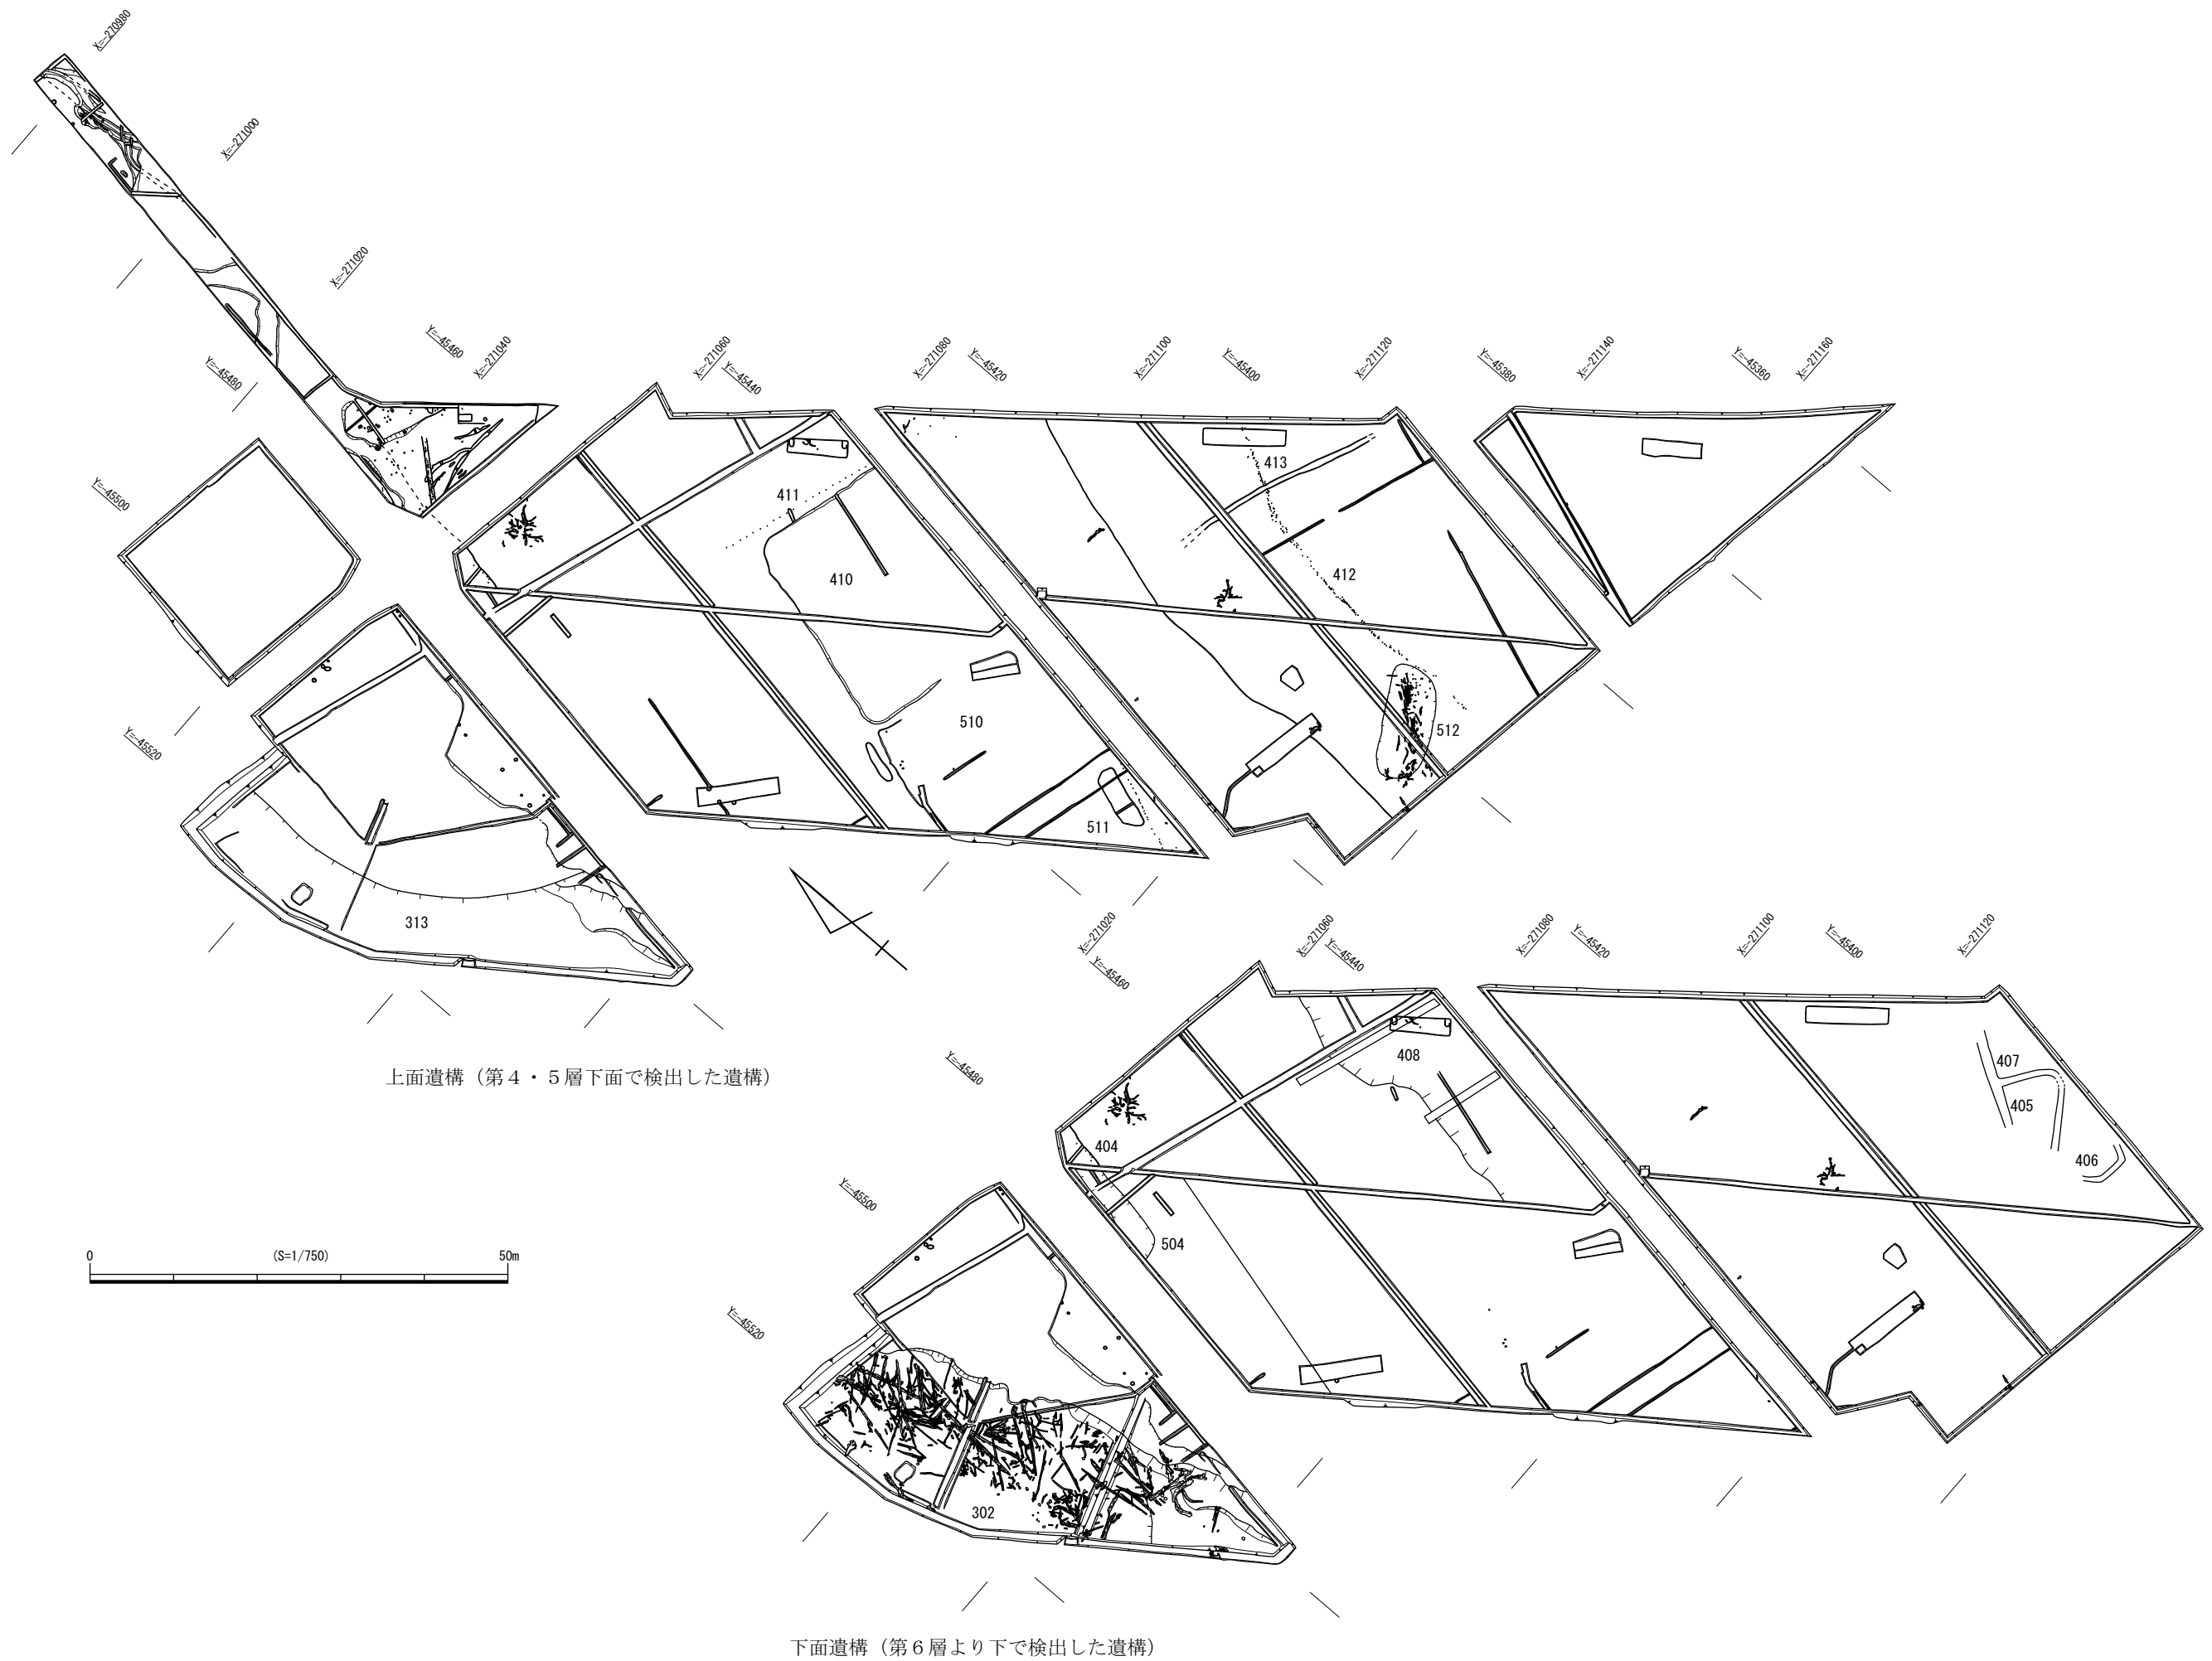 X=-270980
X=-271000
X=-271020
Y=-45460
X=-271040
X=-271060
Y=-45440
X=-271080
Y=-45420
X=-271100
Y=-45400
X=-271120
Y=-45380
X=-271140
Y=-45360
X=-271160
Y=-45480
Y=-45500
Y=-45520
411
413
410
412
510
512
511
313
上面遺構（第４・５層下面で検出した遺構）
X=-271020
Y=-45460
X=-271060
Y=-45440
X=-271080
Y=-45420
X=-271100
Y=-45400
X=-271120
Y=-45480
Y=-45500
Y=-45520
408
407
405
404
406
504
302
0
(S=1/750)
50m
下面遺構（第６層より下で検出した遺構）